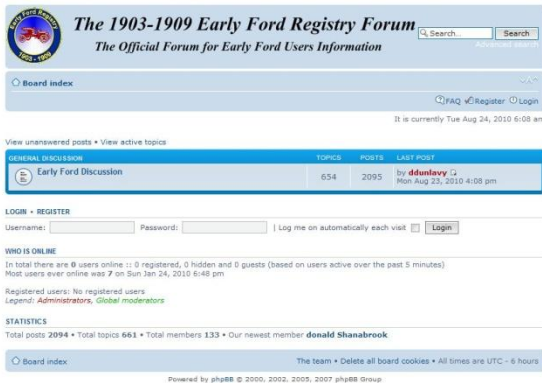 Early Ford Registry
1903 - 1909
The 1903-1909 Early Ford Registry Forum
The Official Forum for Early Ford Users Information
Search... Search
Advanced search
Board index
FAQ Register Login
It is currently Tue Aug 24, 2010 6:08 am
View unanswered posts • View active topics
GENERAL DISCUSSION TOPICS POSTS LAST POST
Early Ford Discussion 654 2095 by ddunlavy
Mon Aug 23, 2010 4:08 pm
LOGIN • REGISTER
Username: Password: | Log me on automatically each visit Login
WHO IS ONLINE
In total there are 0 users online :: 0 registered, 0 hidden and 0 guests (based on users active over the past 5 minutes)
Most users ever online was 7 on Sun Jan 24, 2010 6:48 pm
Registered users: No registered users
Legend: Administrators, Global moderators
STATISTICS
Total posts 2094 • Total topics 661 • Total members 133 • Our newest member donald Shanabrook
Board index The team • Delete all board cookies • All times are UTC - 6 hours
Powered by phpBB © 2000, 2002, 2005, 2007 phpBB Group